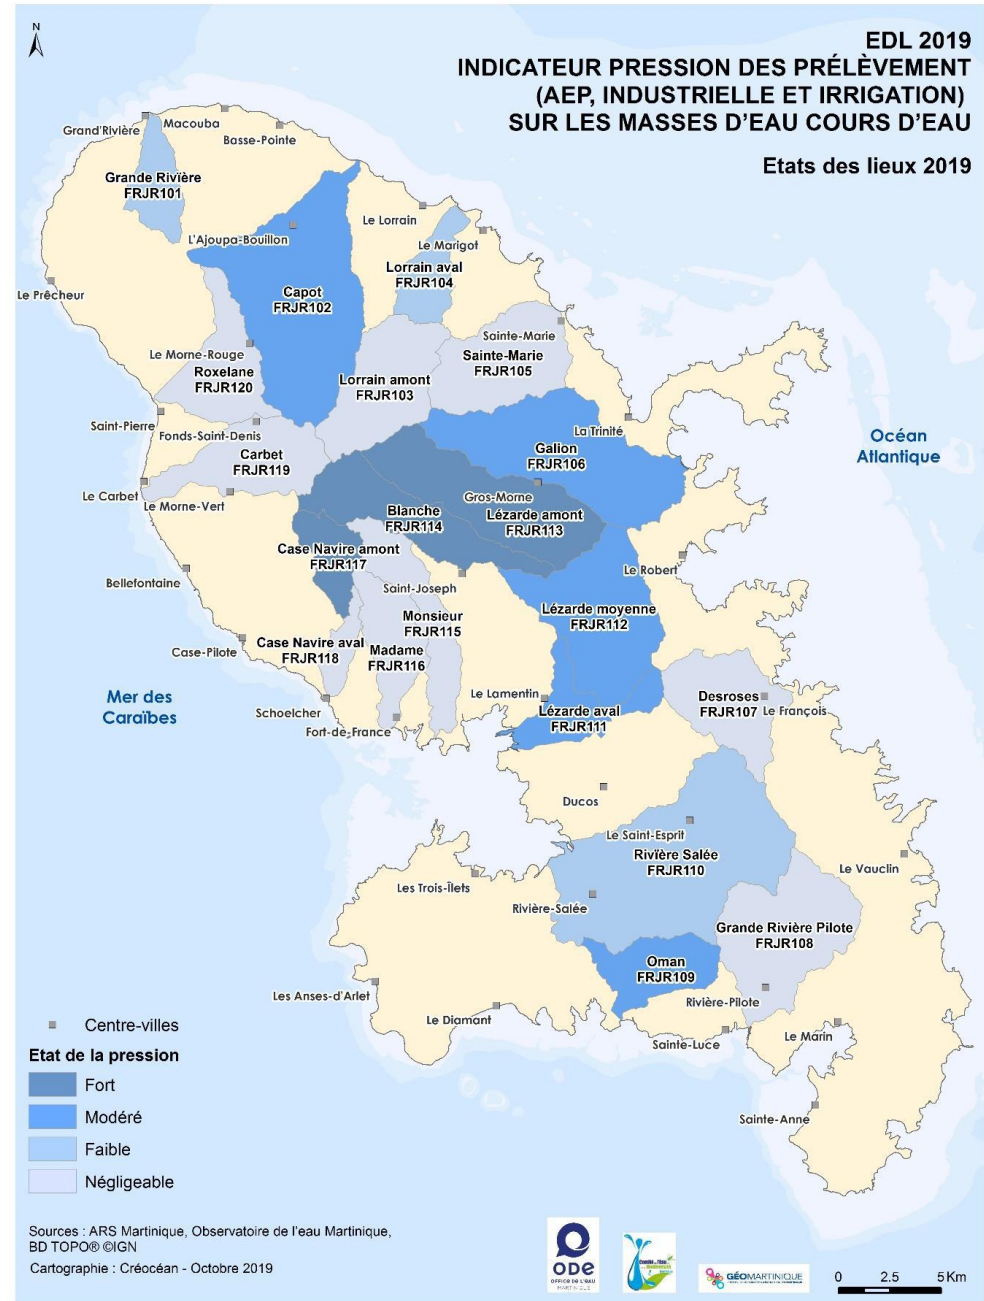 N
EDL 2019
INDICATEUR PRESSION DES PRÉLÈVEMENT
(AEP, INDUSTRIELLE ET IRRIGATION)
SUR LES MASSES D'EAU COURS D'EAU
Etats des lieux 2019
Grand'Rivière
Macouba
Basse-Pointe
Grande Rivïère
FRJR101
Le Lorrain
L'Ajoupa-Bouillon
Le Marigot
Lorrain aval
FRJR104
Le Prêcheur
Capot
FRJR102
Sainte-Marie
Le Morne-Rouge
Sainte-Marie
FRJR105
Roxelane
FRJR120
Lorrain amont
FRJR103
Saint-Pierre
Fonds-Saint-Denis
La Trinité
Océan
Atlantique
Carbet
FRJR119
Galion
FRJR106
Le Carbet
Le Morne-Vert
Gros-Morne
Blanche
FRJR114
Lézarde amont
FRJR113
Case Navire amont
FRJR117
Bellefontaine
Saint-Joseph
Le Robert
Monsieur
FRJR115
Lézarde moyenne
FRJR112
Case-Pilote
Case Navire aval
FRJR118
Madame
FRJR116
Mer des
Caraïbes
Schoelcher
Fort-de-France
Le Lamentin
Lézarde aval
FRJR111
Desroses
FRJR107
Le François
Ducos
Le Saint-Esprit
Rivïère Salée
FRJR110
Le Vauclin
Les Trois-Îlets
Rivière-Salée
Grande Rivière Pilote
FRJR108
Oman
FRJR109
Les Anses-d'Arlet
Le Diamant
Rivière-Pilote
Sainte-Luce
Le Marin
Sainte-Anne
Centre-villes
Etat de la pression
Fort
Modéré
Faible
Négligeable
Sources : ARS Martinique, Observatoire de l'eau Martinique,
BD TOPO® ©IGN
Cartographie : Créocéan - Octobre 2019
ODE
OFFICE DE L'EAU
MARTINIQUE
GÉOMARTINIQUE
0 2.5 5 Km